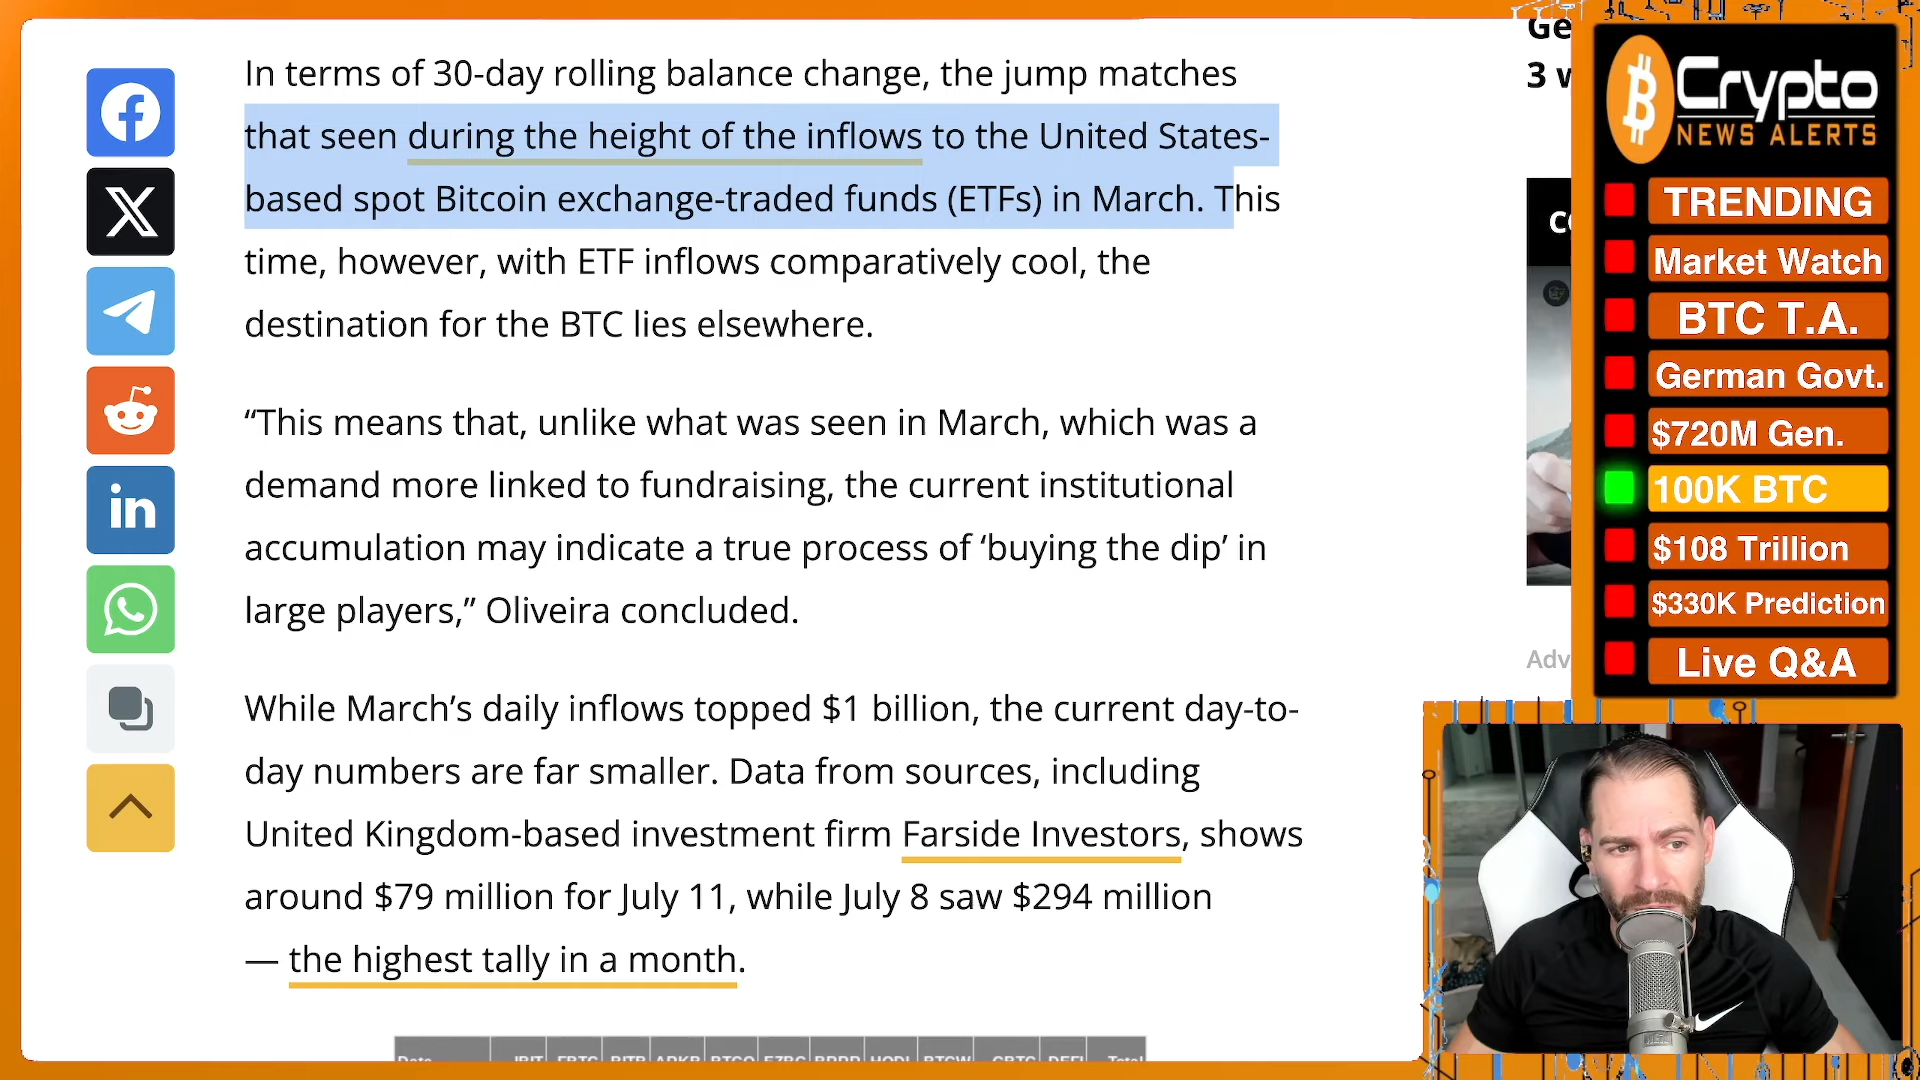 In terms of 30-day rolling balance change, the jump matches
that seen during the height of the inflows to the United States-
based spot Bitcoin exchange-traded funds (ETFs) in March. This
time, however, with ETF inflows comparatively cool, the
destination for the BTC lies elsewhere.
“This means that, unlike what was seen in March, which was a
demand more linked to fundraising, the current institutional
accumulation may indicate a true process of ‘buying the dip’ in
large players,” Oliveira concluded.
While March’s daily inflows topped $1 billion, the current day-to-
day numbers are far smaller. Data from sources, including
United Kingdom-based investment firm Farside Investors, shows
around $79 million for July 11, while July 8 saw $294 million
— the highest tally in a month.
in
Crypto
NEWS ALERTS
TRENDING
Market Watch
BTC T.A.
German Govt.
$720M Gen.
100K BTC
$108 Trillion
$330K Prediction
Live Q&A